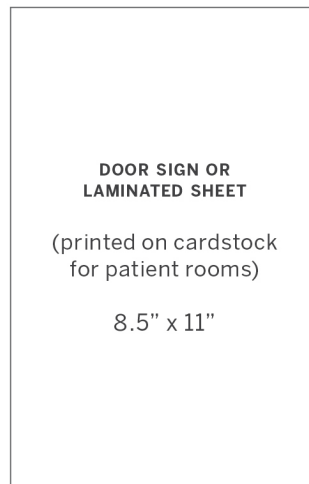 DOOR SIGN OR
LAMINATED SHEET
(printed on cardstock
for patient rooms)
8.5” x 11”